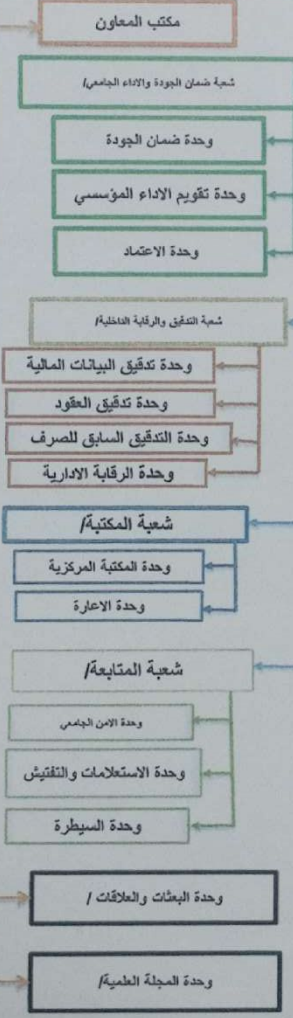 مكتب المعاون
شعبة ضمان الجودة والاداء الجامعي/
وحدة ضمان الجودة
وحدة تقويم الاداء المؤسسي
وحدة الاعتماد
شعبة التدقيق والرقابة الداخلية/
وحدة تدقيق البيانات المالية
وحدة تدقيق العقود
وحدة التدقيق السابق للصرف
وحدة الرقابة الادارية
شعبة المكتبة/
وحدة المكتبة المركزية
وحدة الاعارة
شعبة المتابعة/
وحدة الامن الجامعي
وحدة الاستعلامات والتفتيش
وحدة السيطرة
وحدة البعثات والعلاقات /
وحدة المجلة العلمية/